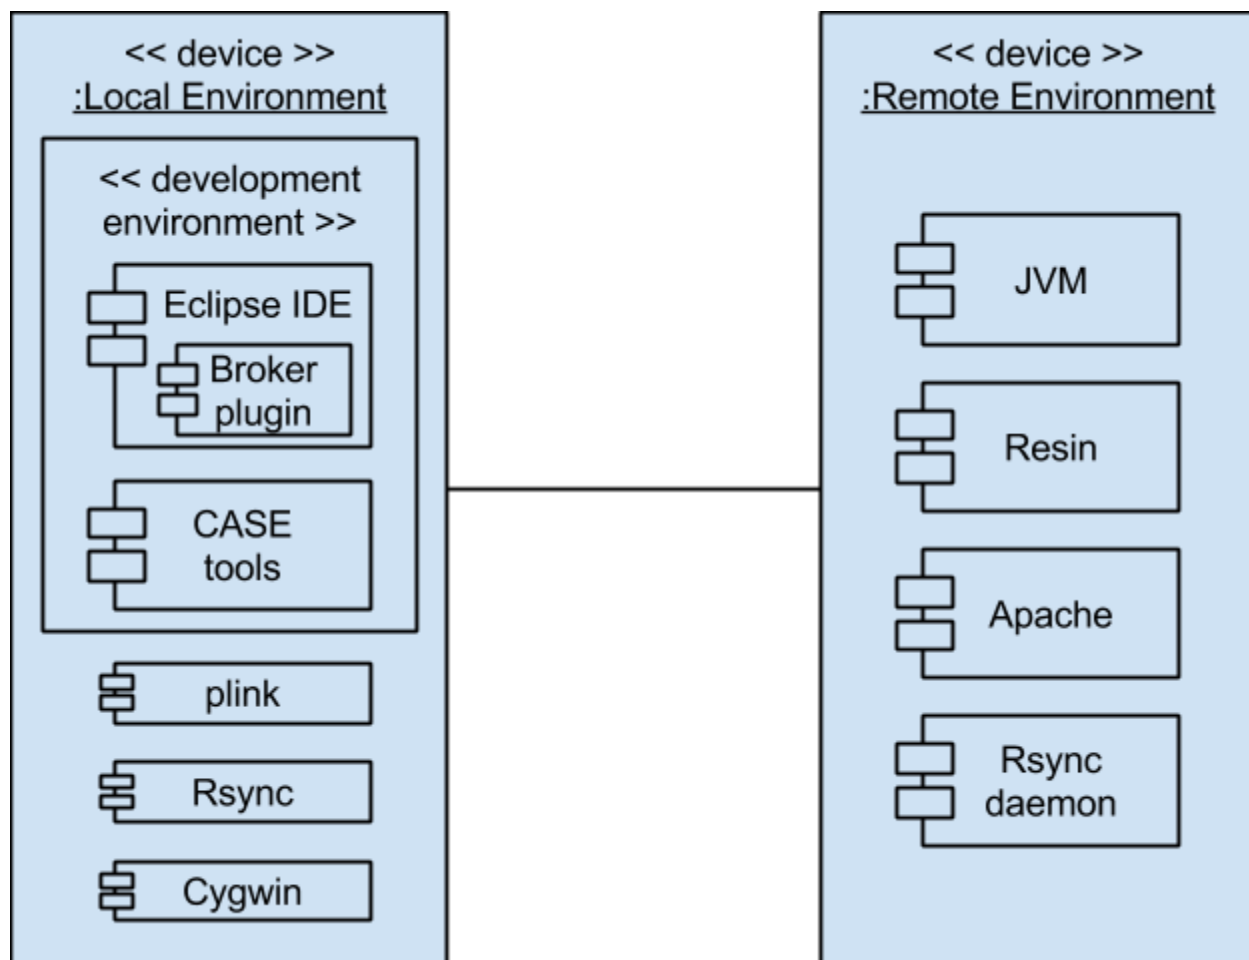 << device >>
:Local Environment
<< development
environment >>
Eclipse IDE
Broker
plugin
CASE
tools
plink
Rsync
Cygwin
<< device >>
:Remote Environment
JVM
Resin
Apache
Rsync
daemon